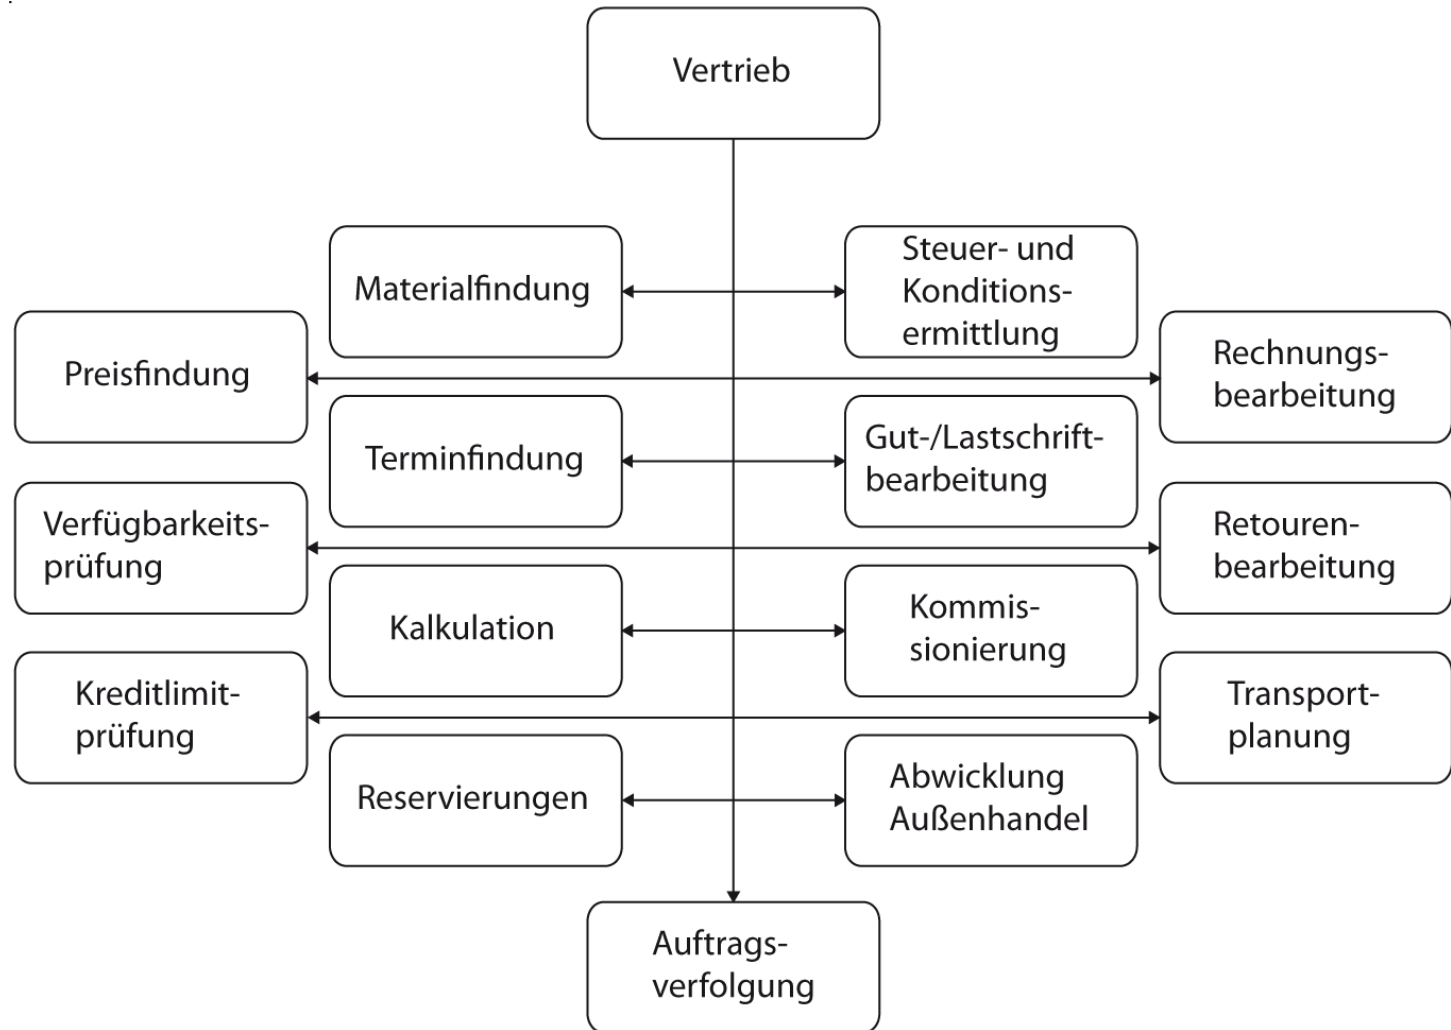 Vertrieb
Materialfindung
Steuer- und
Konditions-
ermittlung
Preisfindung
Rechnungs-
bearbeitung
Terminfindung
Gut-/Lastschrift-
bearbeitung
Verfügbarkeits-
prüfung
Retouren-
bearbeitung
Kalkulation
Kommis-
sionierung
Kreditlimit-
prüfung
Transport-
planung
Reservierungen
Abwicklung
Außenhandel
Auftrags-
verfolgung